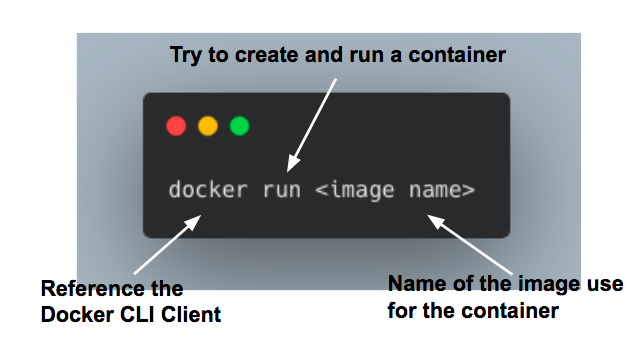 Try to create and run a container
docker run <image name>
Reference the
Docker CLI Client
Name of the image use
for the container